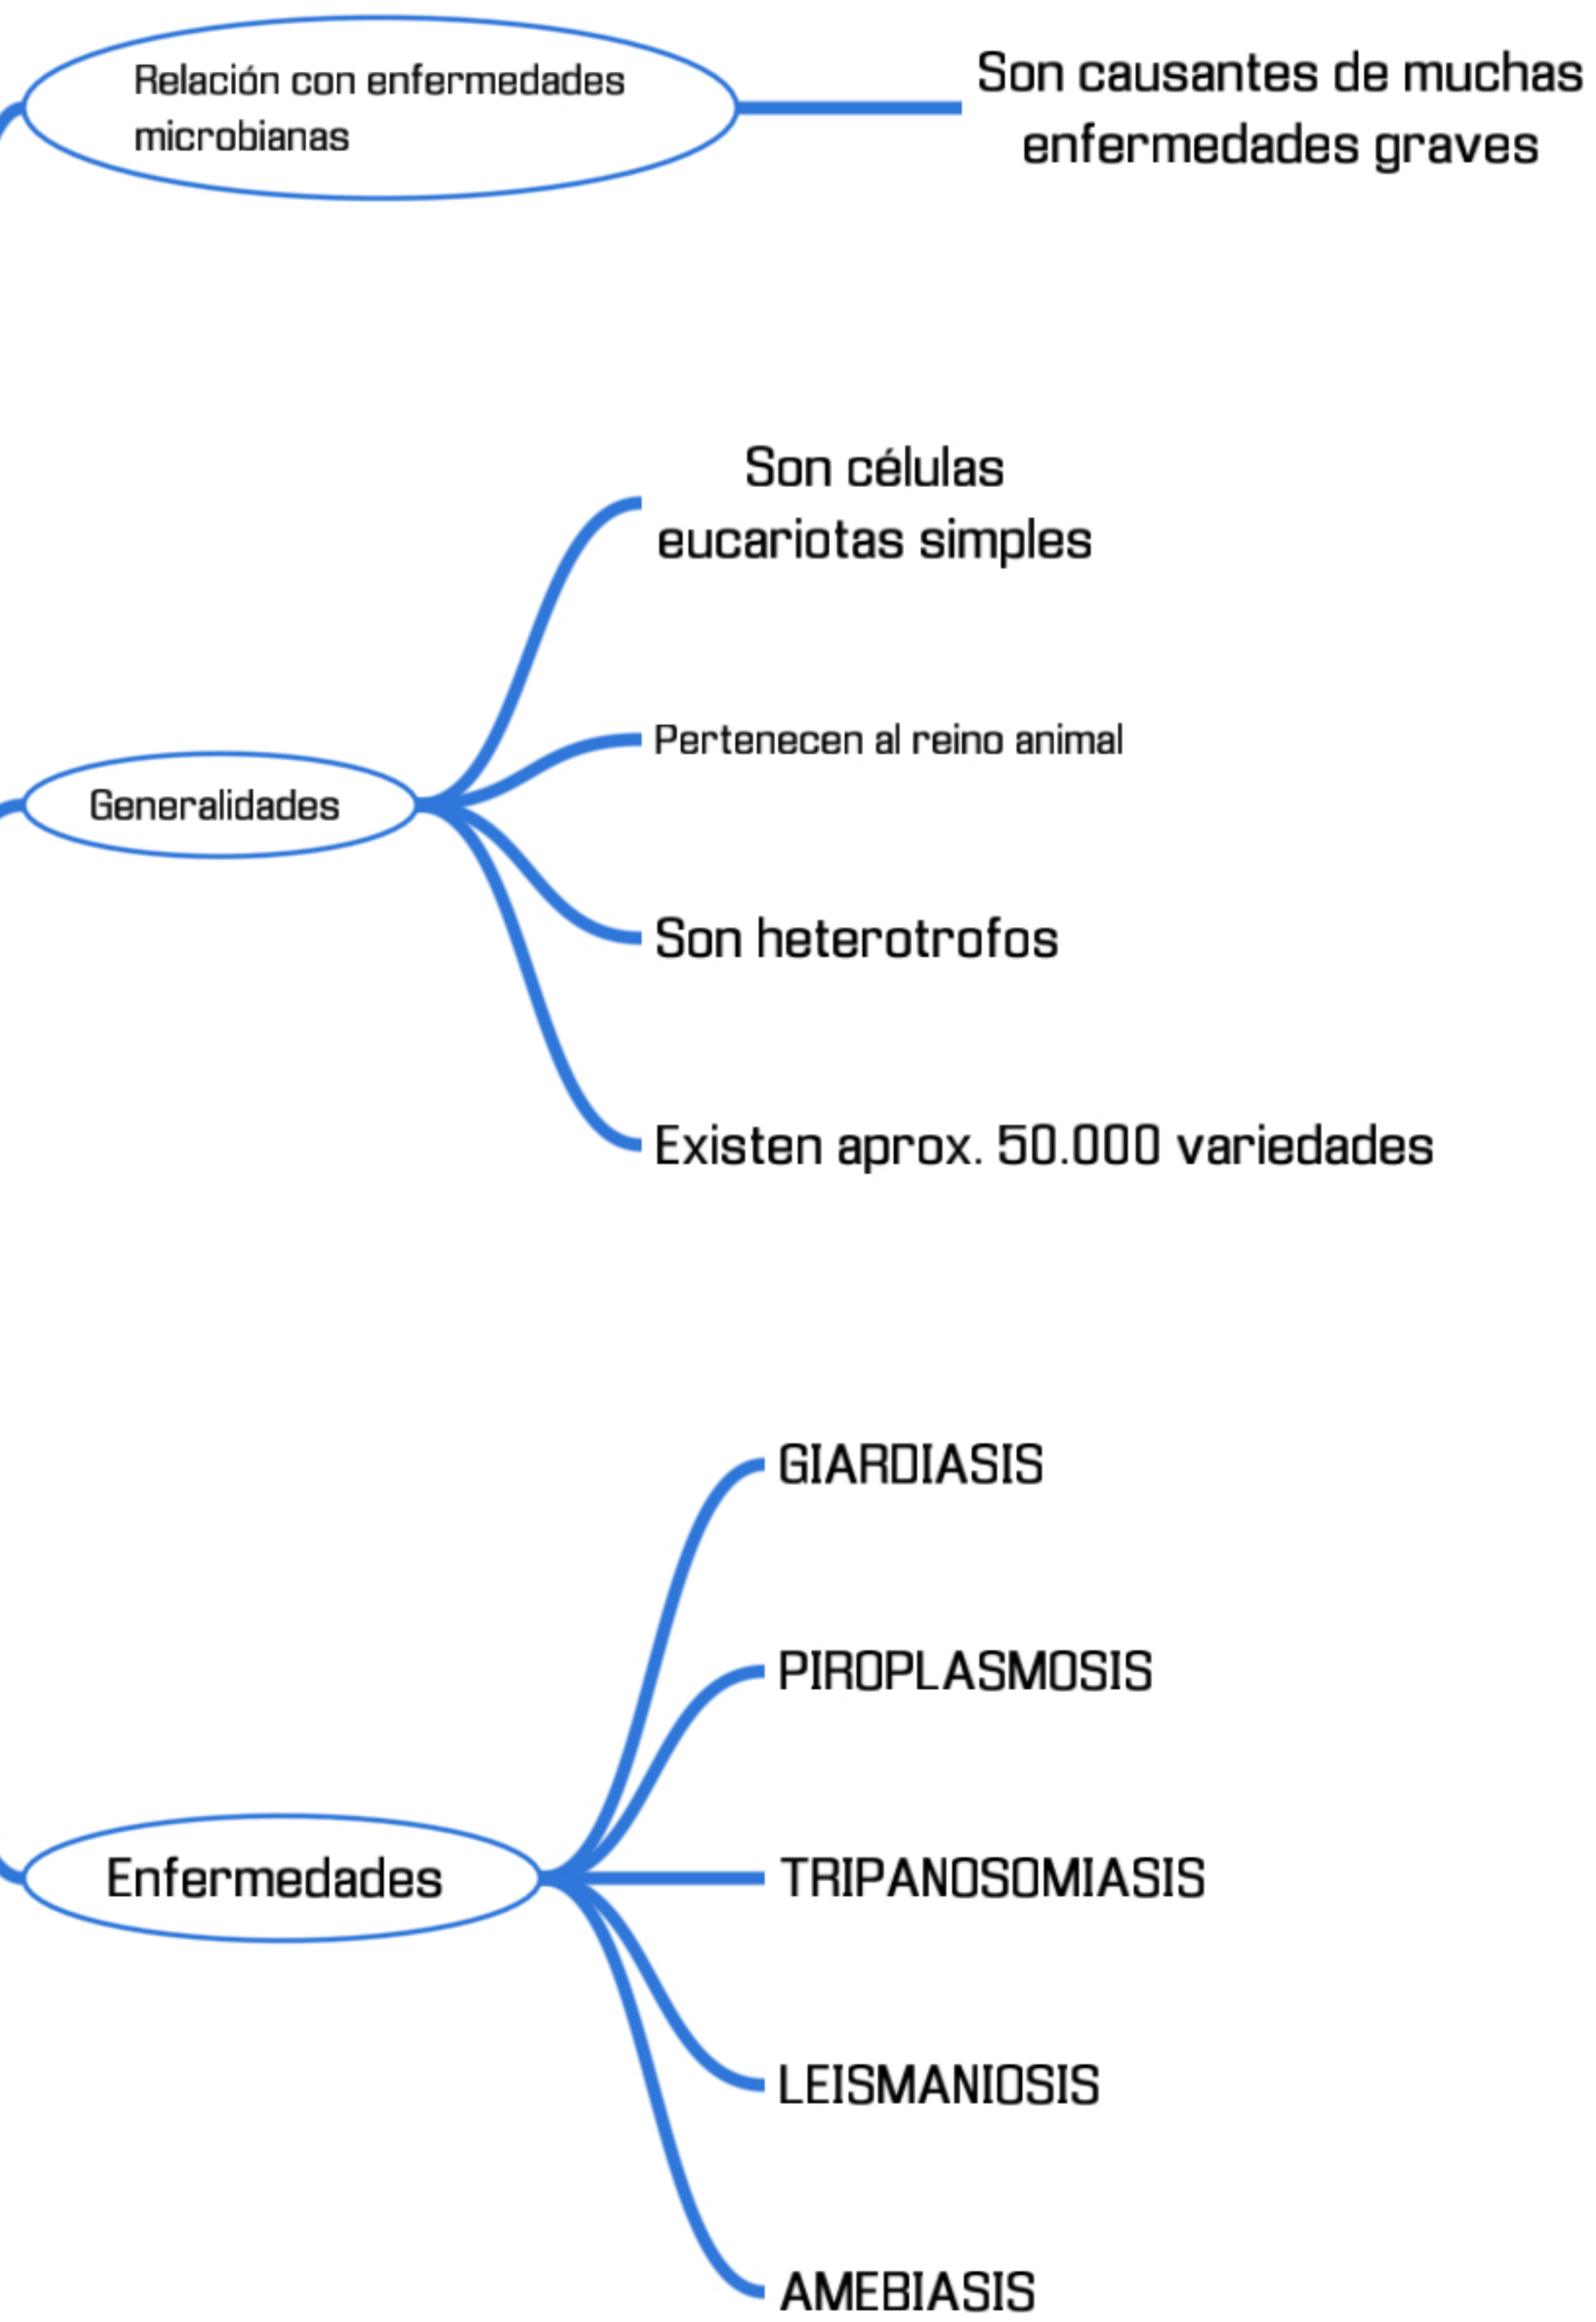 Relación con enfermedades
microbianas
Son causantes de muchas
enfermedades graves
Son células
eucariotas simples
Pertenecen al reino animal
Generalidades
Son heterotrofos
Existen aprox. 50.000 variedades
GIARDIASIS
PIROPLASMOSIS
Enfermedades
TRIPANOSOMIASIS
LEISMANIOSIS
AMEBIASIS